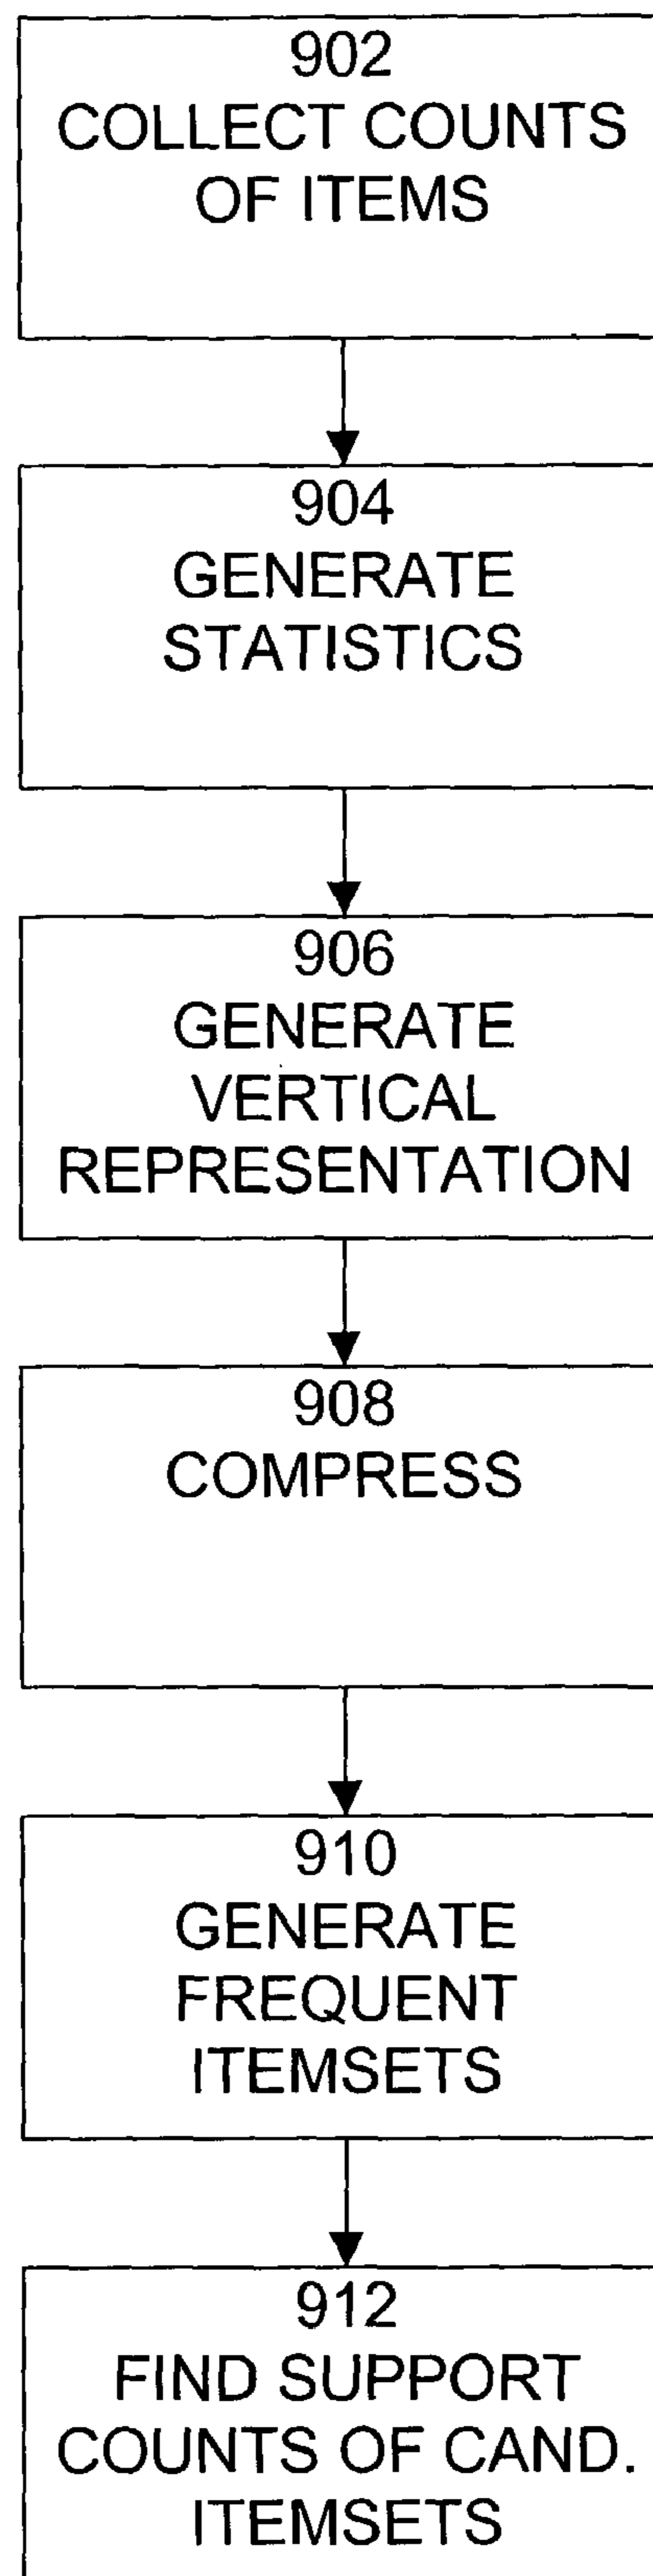 902
COLLECT COUNTS
OF ITEMS
904
GENERATE
STATISTICS
906
GENERATE
VERTICAL
REPRESENTATION
908
COMPRESS
910
GENERATE
FREQUENT
ITEMSETS
912
FIND SUPPORT
COUNTS OF CAND.
ITEMSETS